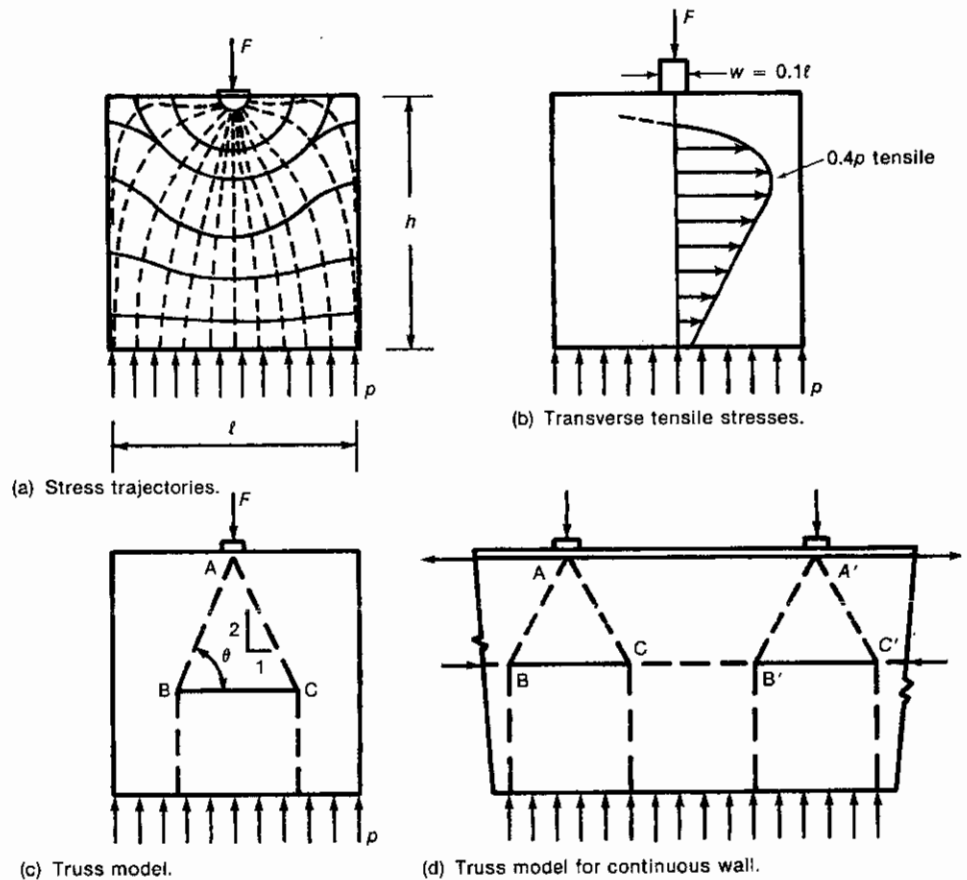 F
h
p
ℓ
(a) Stress trajectories.
F
w = 0.1ℓ
0.4p tensile
p
(b) Transverse tensile stresses.
F
A
2
1
θ
B
C
p
(c) Truss model.
A
A′
B
C
B′
C′
(d) Truss model for continuous wall.